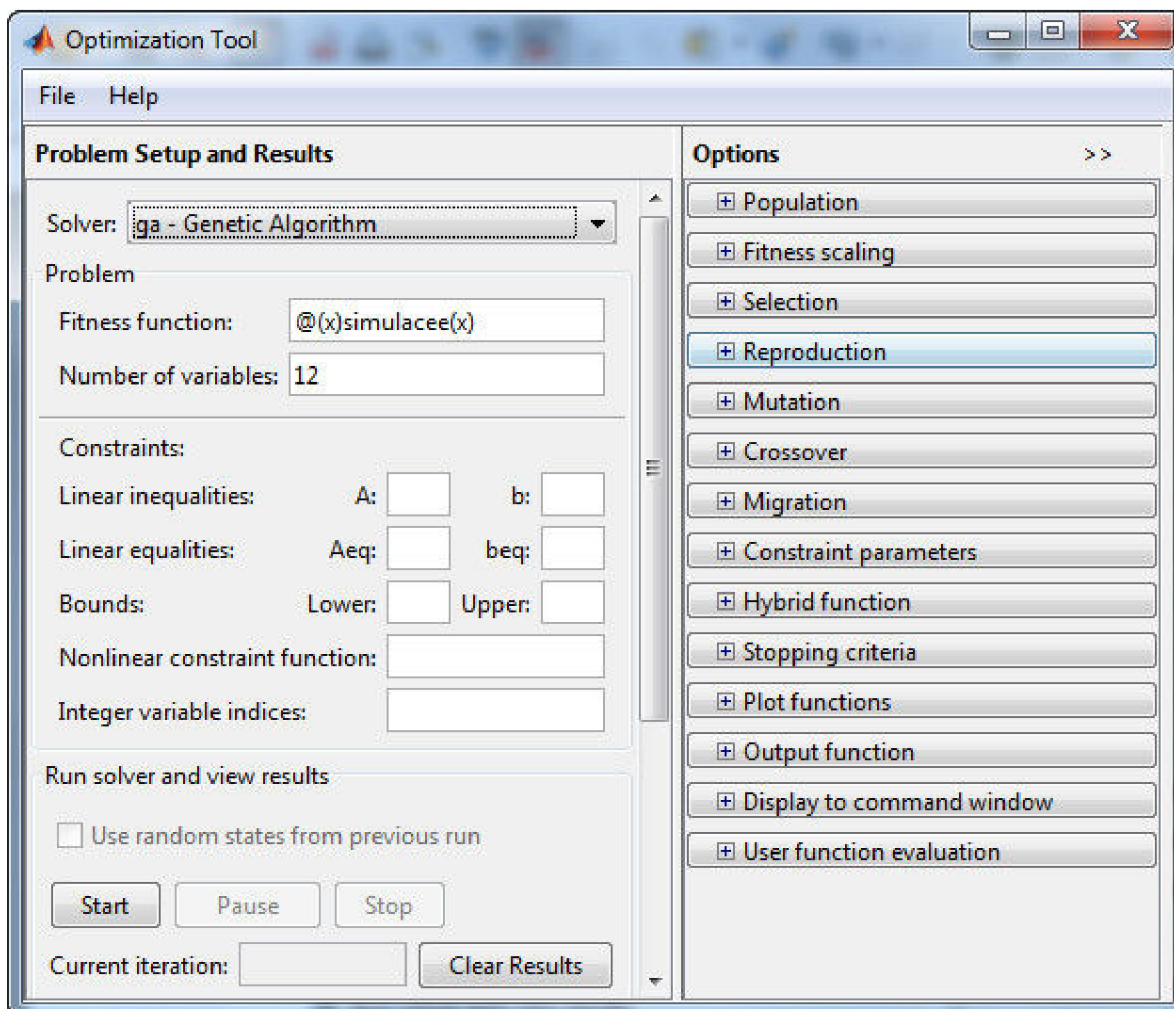 Optimization Tool
File Help
Problem Setup and Results
Solver: ga - Genetic Algorithm
Problem
Fitness function: @(x)simulacee(x)
Number of variables: 12
Constraints:
Linear inequalities: A: b:
Linear equalities: Aeq: beq:
Bounds: Lower: Upper:
Nonlinear constraint function:
Integer variable indices:
Run solver and view results
Use random states from previous run
Start Pause Stop
Current iteration: Clear Results
Options >>
Population
Fitness scaling
Selection
Reproduction
Mutation
Crossover
Migration
Constraint parameters
Hybrid function
Stopping criteria
Plot functions
Output function
Display to command window
User function evaluation